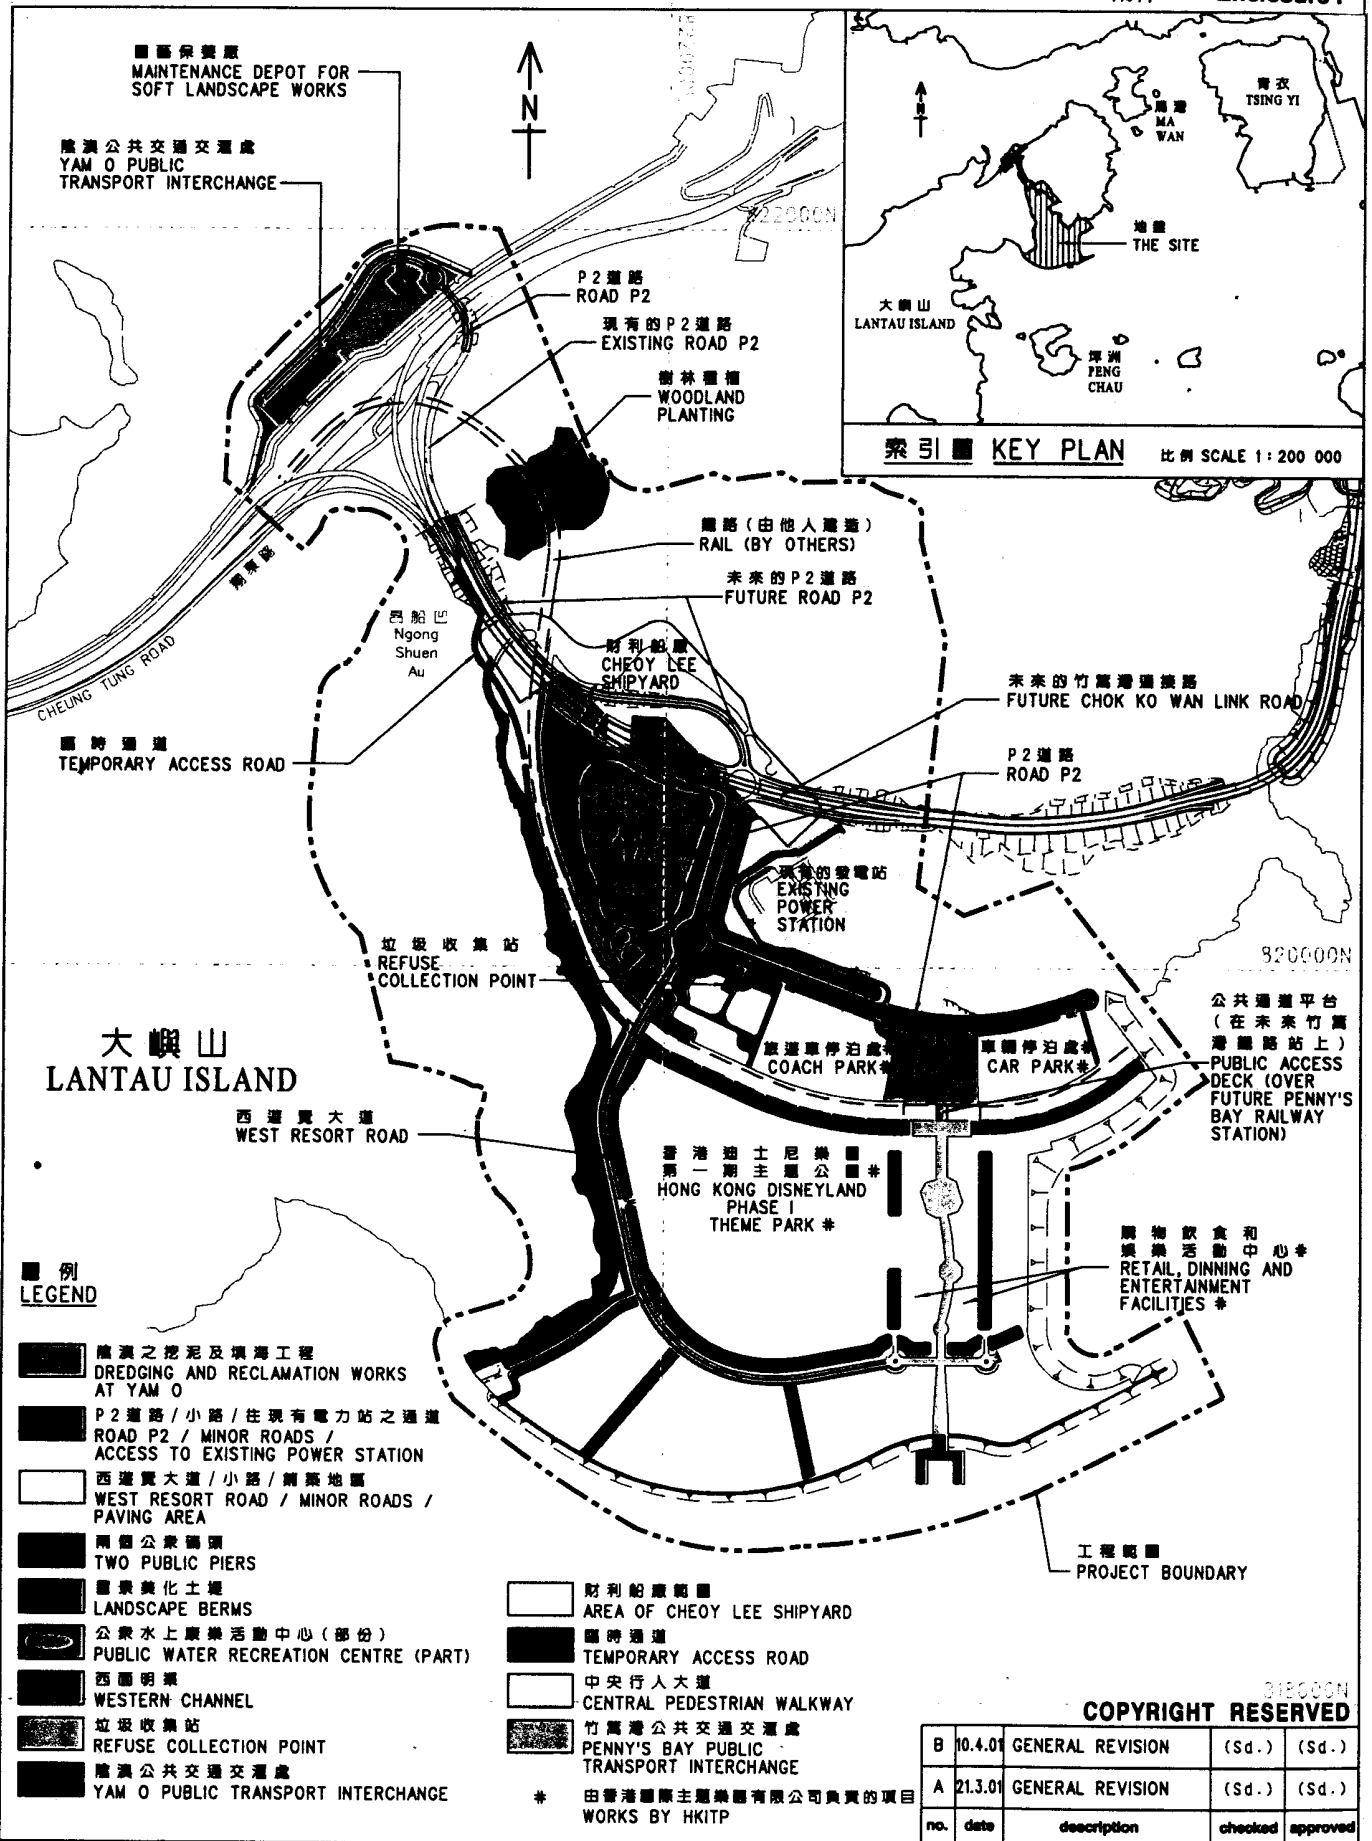 園藝保養廠
MAINTENANCE DEPOT FOR
SOFT LANDSCAPE WORKS
陰澳公共交通交匯處
YAM O PUBLIC
TRANSPORT INTERCHANGE
N
822000N
P2道路
ROAD P2
現有的P2道路
EXISTING ROAD P2
樹林種植
WOODLAND
PLANTING
鐵路(由他人建造)
RAIL (BY OTHERS)
未來的P2道路
FUTURE ROAD P2
青衣
TSING YI
馬灣
MA
WAN
地盤
THE SITE
大嶼山
LANTAU ISLAND
坪洲
PENG
CHAU
索引圖 KEY PLAN
比例 SCALE 1 : 200 000
翔東路
CHEUNG TUNG ROAD
昂船凹
Ngong
Shuen
Au
財利船廠
CHEOY LEE
SHIPYARD
未來的竹篙灣連接路
FUTURE CHOK KO WAN LINK ROAD
臨時通道
TEMPORARY ACCESS ROAD
P2道路
ROAD P2
現有的發電站
EXISTING
POWER
STATION
垃圾收集站
REFUSE
COLLECTION POINT
820000N
大嶼山
LANTAU ISLAND
旅遊車停泊處#
COACH PARK#
車輛停泊處#
CAR PARK#
公共通道平台
(在未來竹篙
灣鐵路站上)
PUBLIC ACCESS
DECK (OVER
FUTURE PENNY'S
BAY RAILWAY
STATION)
西遊覽大道
WEST RESORT ROAD
香港迪士尼樂園
第一期主題公園#
HONG KONG DISNEYLAND
PHASE I
THEME PARK #
購物飲食和
娛樂活動中心#
RETAIL, DINNING AND
ENTERTAINMENT
FACILITIES #
工程範圍
PROJECT BOUNDARY
圖例
LEGEND
陰澳之挖泥及填海工程
DREDGING AND RECLAMATION WORKS
AT YAM O
P2道路/小路/往現有電力站之通道
ROAD P2 / MINOR ROADS /
ACCESS TO EXISTING POWER STATION
西遊覽大道/小路/鋪築地區
WEST RESORT ROAD / MINOR ROADS /
PAVING AREA
兩個公眾碼頭
TWO PUBLIC PIERS
園景美化土堤
LANDSCAPE BERMS
公眾水上康樂活動中心(部份)
PUBLIC WATER RECREATION CENTRE (PART)
西面明渠
WESTERN CHANNEL
垃圾收集站
REFUSE COLLECTION POINT
陰澳公共交通交匯處
YAM O PUBLIC TRANSPORT INTERCHANGE
財利船廠範圍
AREA OF CHEOY LEE SHIPYARD
臨時通道
TEMPORARY ACCESS ROAD
中央行人大道
CENTRAL PEDESTRIAN WALKWAY
竹篙灣公共交通交匯處
PENNY'S BAY PUBLIC
TRANSPORT INTERCHANGE
# 由香港國際主題樂園有限公司負責的項目
WORKS BY HKITP
818000N
COPYRIGHT RESERVED
B 10.4.01 GENERAL REVISION (Sd.) (Sd.)
A 21.3.01 GENERAL REVISION (Sd.) (Sd.)
no. date description checked approved